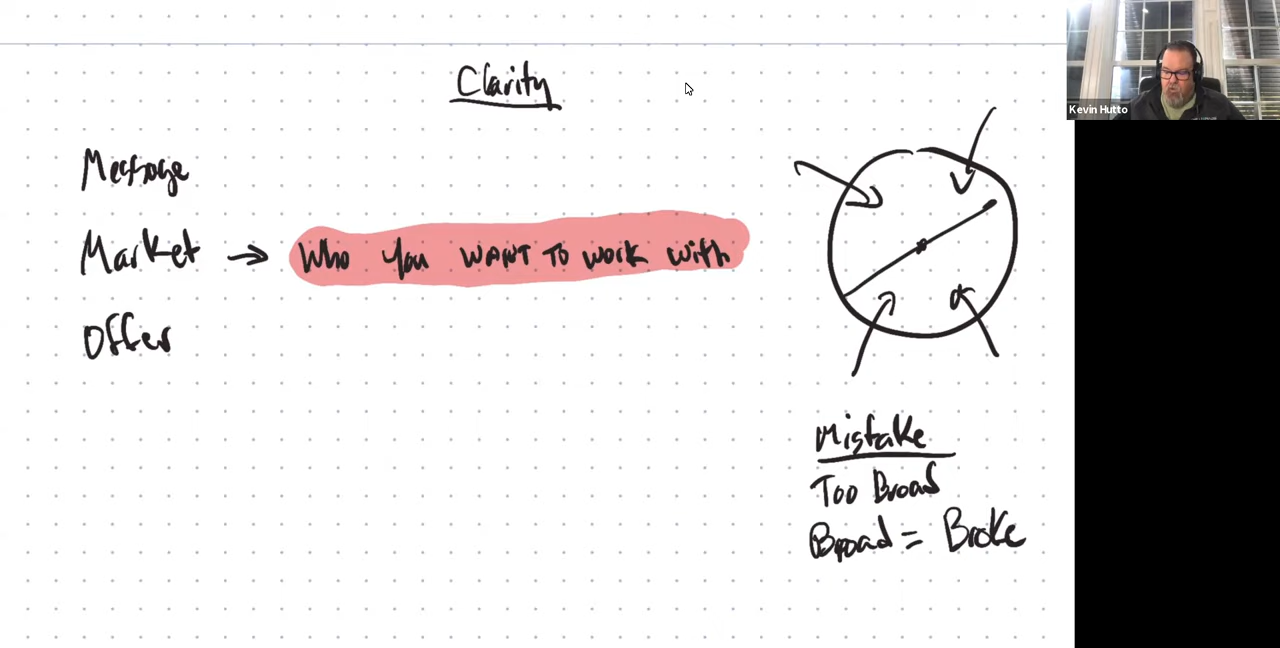 Clarity
Kevin Hutto
Message
Market → Who You WANT TO WORK WITH
Offer
Mistake
Too Broad
Broad = Broke